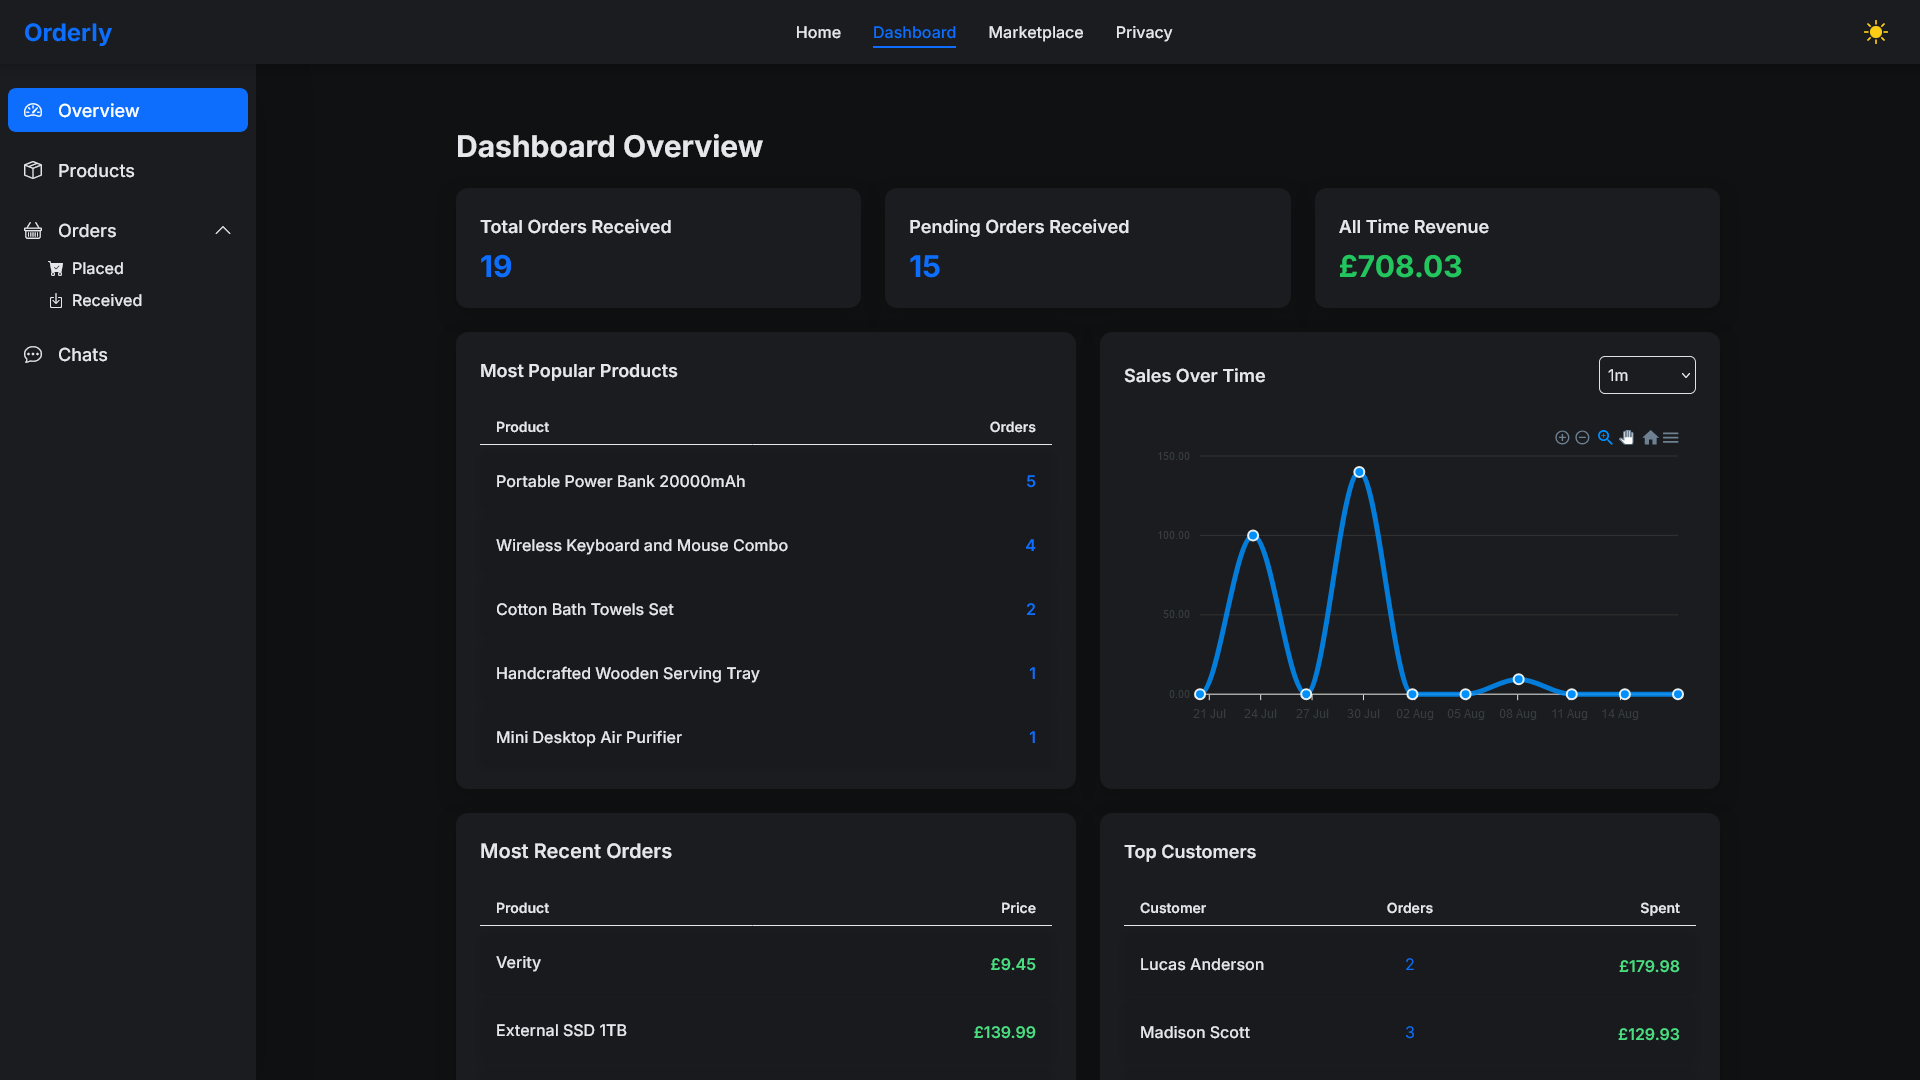 Orderly
Home Dashboard Marketplace Privacy
Overview
Products
Orders
Placed
Received
Chats
Dashboard Overview
Total Orders Received
19
Pending Orders Received
15
All Time Revenue
£708.03
Most Popular Products
Product Orders
Portable Power Bank 20000mAh 5
Wireless Keyboard and Mouse Combo 4
Cotton Bath Towels Set 2
Handcrafted Wooden Serving Tray 1
Mini Desktop Air Purifier 1
Sales Over Time
1m
150.00
100.00
50.00
0.00
21 Jul 24 Jul 27 Jul 30 Jul 02 Aug 05 Aug 08 Aug 11 Aug 14 Aug
Most Recent Orders
Product Price
Verity £9.45
External SSD 1TB £139.99
Top Customers
Customer Orders Spent
Lucas Anderson 2 £179.98
Madison Scott 3 £129.93